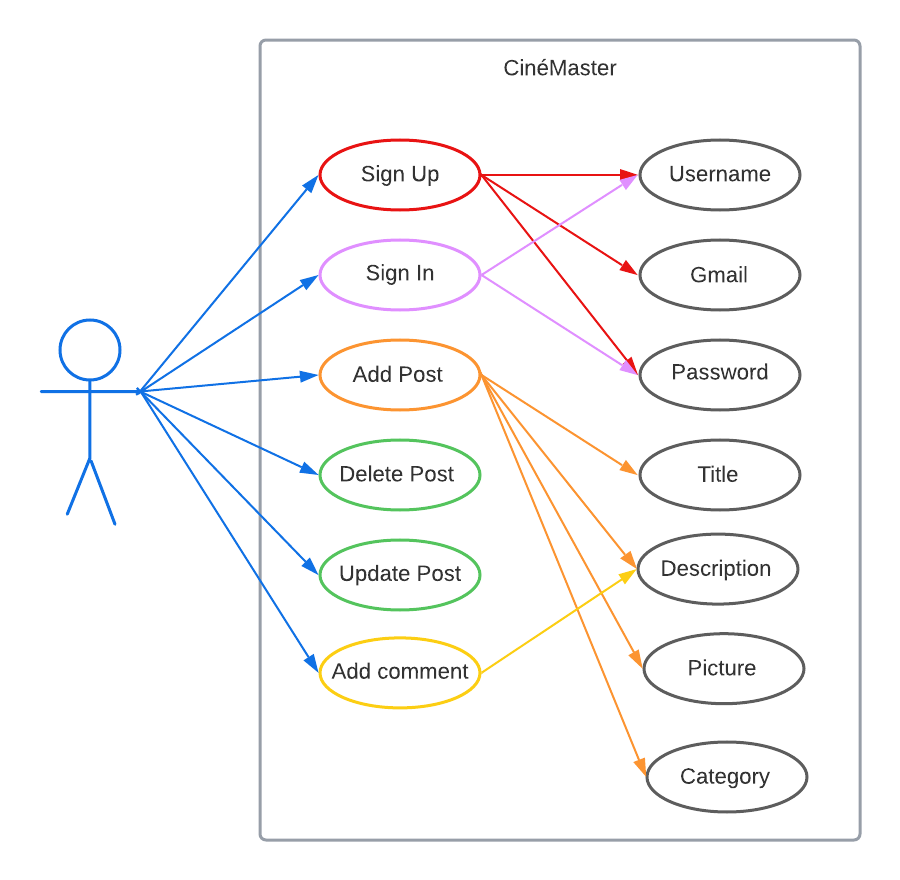 CinéMaster
Sign Up
Username
Sign In
Gmail
Add Post
Password
Delete Post
Title
Update Post
Description
Add comment
Picture
Category